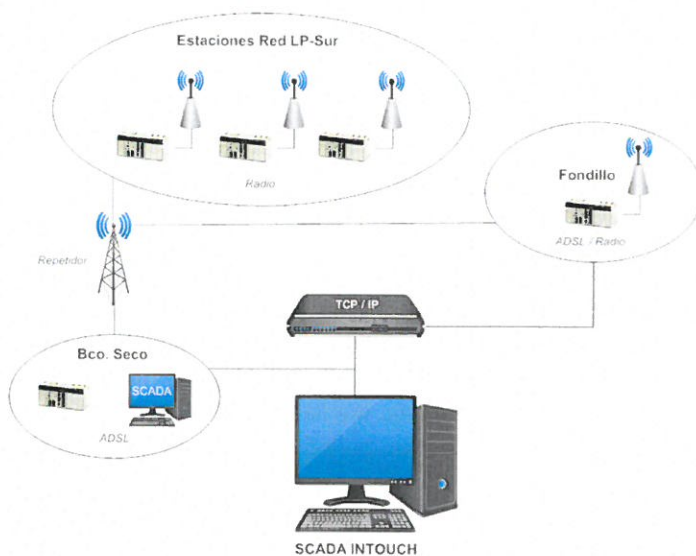 Estaciones Red LP-Sur
Radio
Fondillo
ADSL / Radio
Repetidor
TCP / IP
Bco. Seco
SCADA
ADSL
SCADA INTOUCH